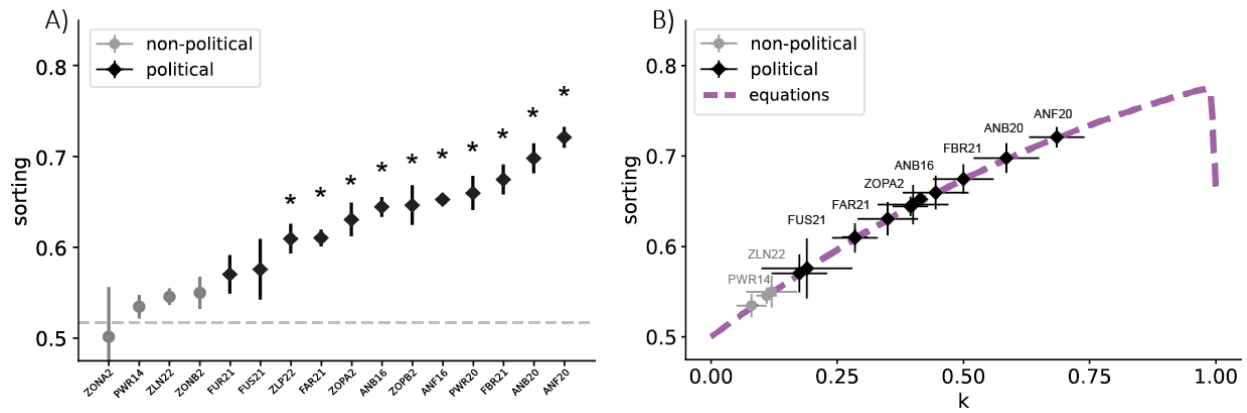 A)
non-political
political
0.8
0.7
0.6
0.5
sorting
* * * * * * * * * *
ZONA2 PWR14 ZLN22 ZONB2 FUR21 FUS21 ZLP22 FAR21 ZOPA2 ANB16 ZOPB2 ANF16 PWR20 FBR21 ANB20 ANF20
B)
non-political
political
equations
0.8
0.7
0.6
0.5
sorting
ANF20
ANB20
FBR21
ANB16
ZOPA2
FAR21
FUS21
ZLN22
PWR14
0.00 0.25 0.50 0.75 1.00
k